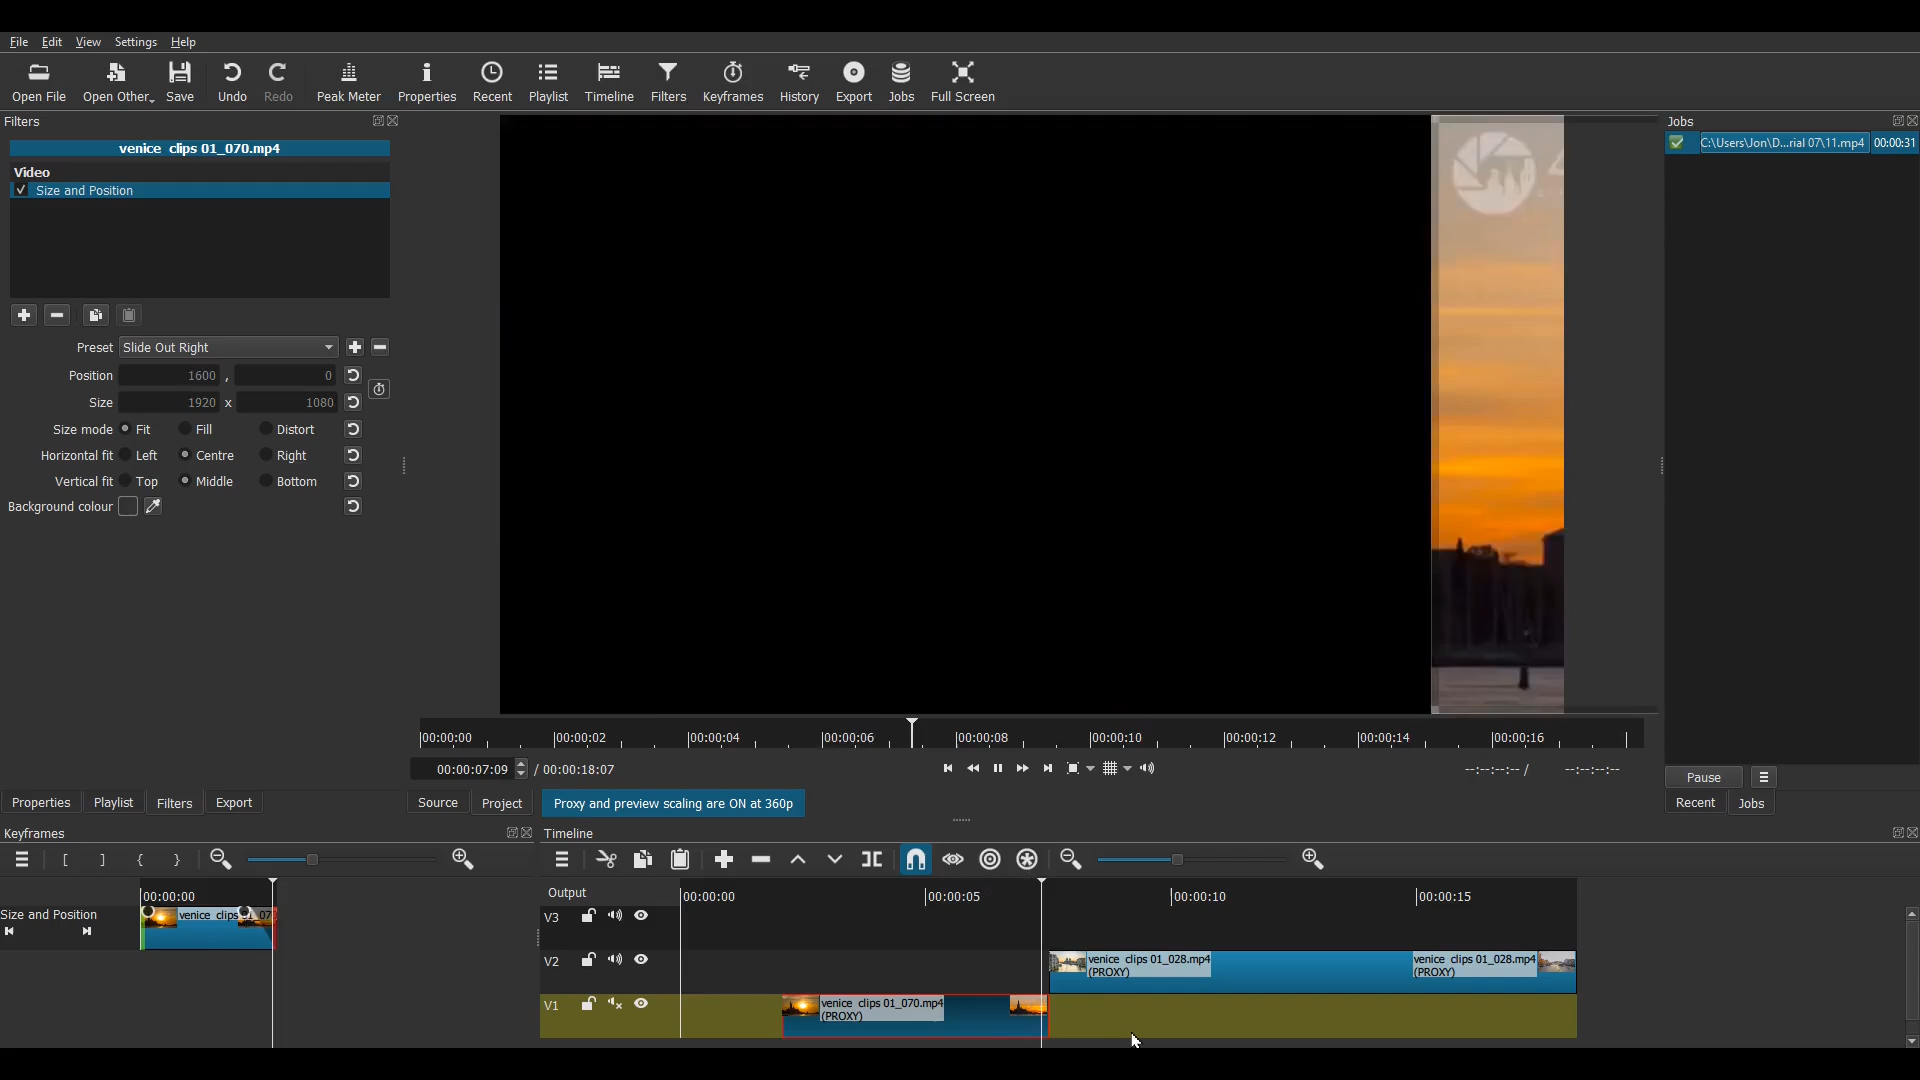 File Edit View Settings Help
Open File Open Other Save Undo Redo Peak Meter Properties Recent Playlist Timeline Filters Keyframes History Export Jobs Full Screen
Filters
venice clips 01_070.mp4
Video
Size and Position
Preset Slide Out Right
Position 1600 , 0
Size 1920 x 1080
Size mode Fit Fill Distort
Horizontal fit Left Centre Right
Vertical fit Top Middle Bottom
Background colour
Jobs
C:\Users\Jon\D...rial 07\11.mp4 00:00:31
00:00:00 00:00:02 00:00:04 00:00:06 00:00:08 00:00:10 00:00:12 00:00:14 00:00:16
00:00:07:09 / 00:00:18:07 --:--:--:-- / --:--:--:--
Pause
Properties Playlist Filters Export Source Project Proxy and preview scaling are ON at 360p Recent Jobs
Keyframes
00:00:00
Size and Position venice clips 01_07
Timeline
Output 00:00:00 00:00:05 00:00:10 00:00:15
V3
V2 venice clips 01_028.mp4 venice clips 01_028.mp4
(PROXY) (PROXY)
V1 venice clips 01_070.mp4
(PROXY)